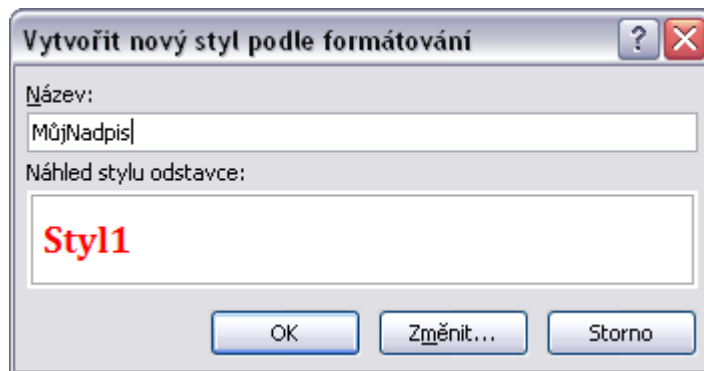 Vytvořit nový styl podle formátování
Název:
MůjNadpis
Náhled stylu odstavce:
Styl1
OK Změnit... Storno